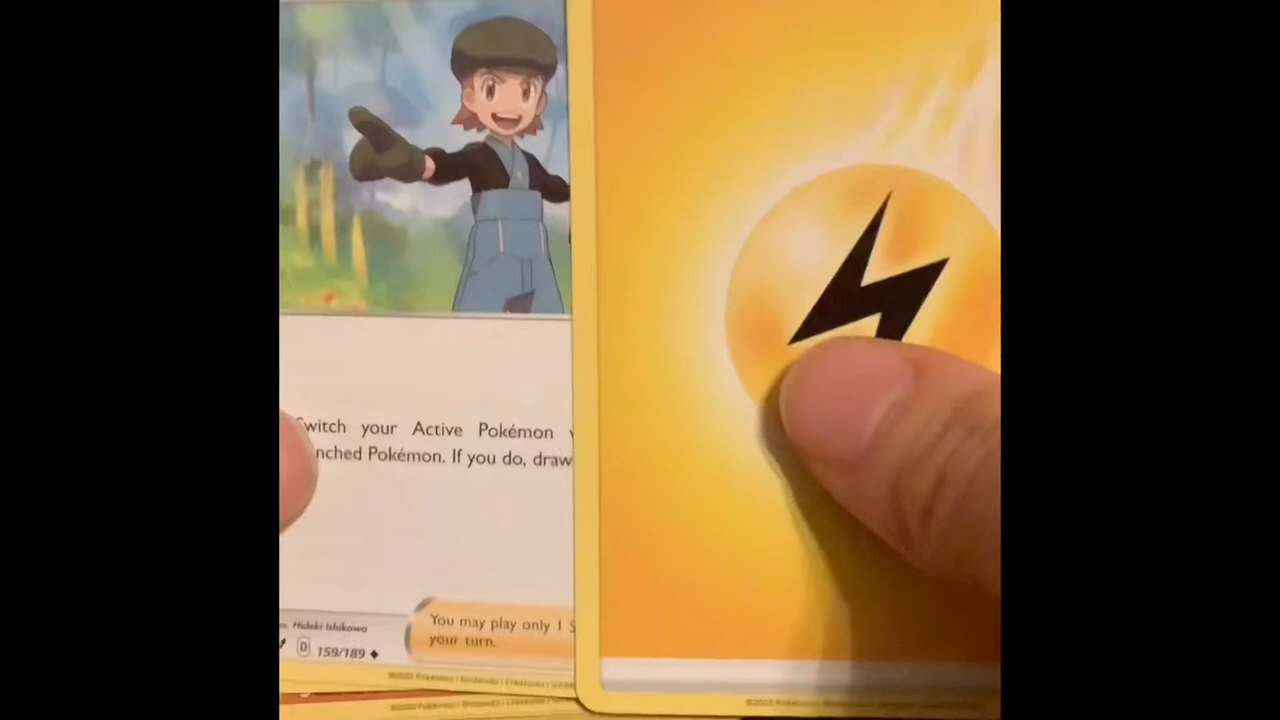 Switch your Active Pokémon
nched Pokémon. If you do, draw
Hideki Ishikawa
D 159/189
You may play only 1 S
your turn.